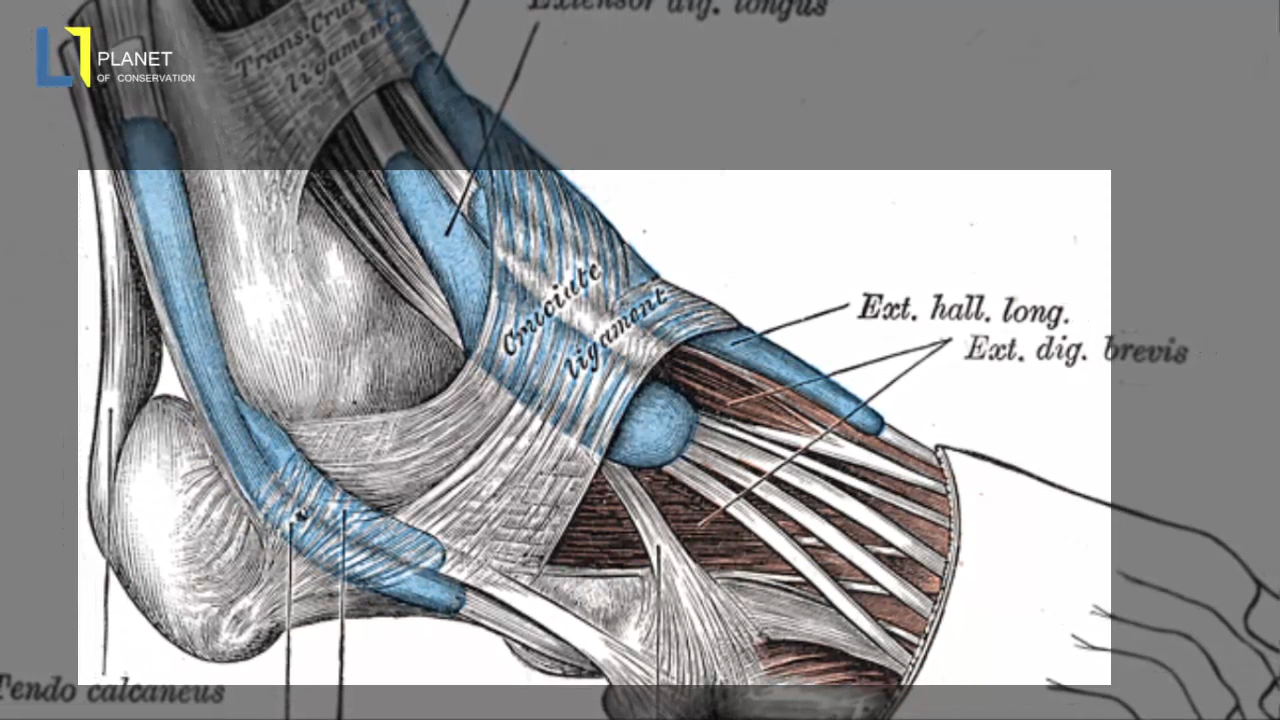 Extensor dig. longus
Trans. Crural
ligament
PLANET
OF CONSERVATION
Cruciate
ligament
Ext. hall. long.
Ext. dig. brevis
Tendo calcaneus